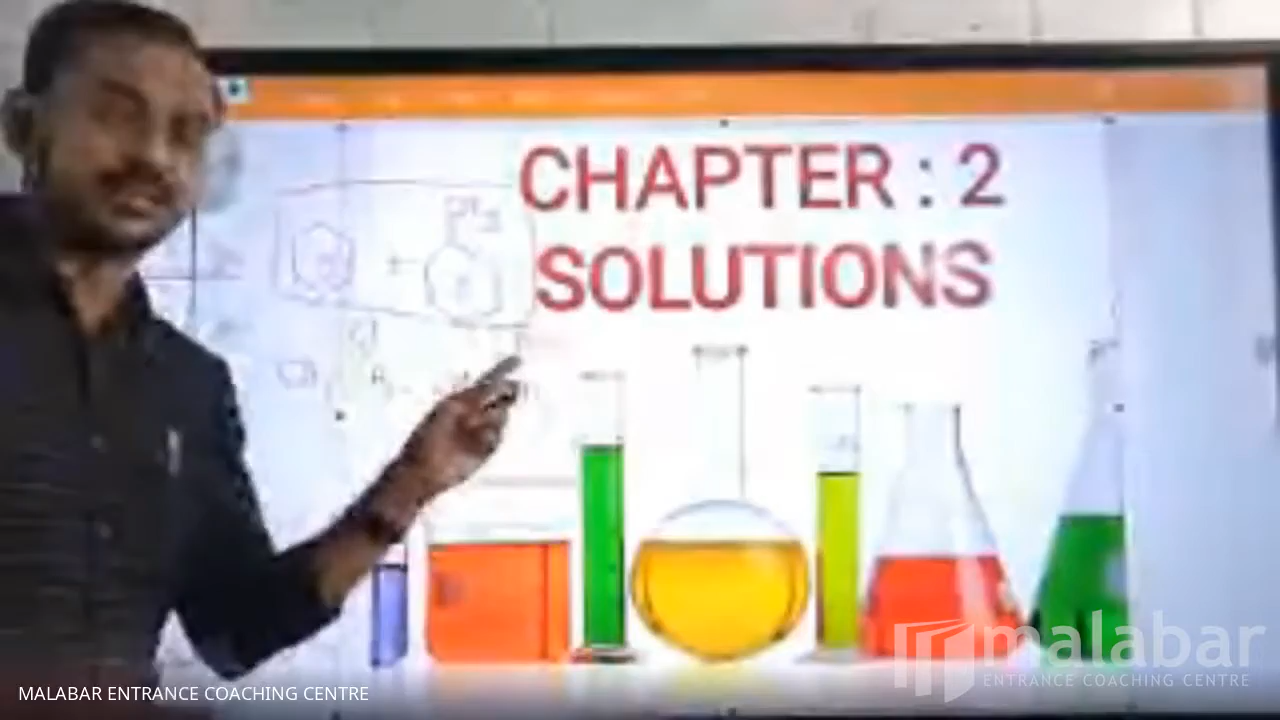 CHAPTER : 2
SOLUTIONS
malabar
ENTRANCE COACHING CENTRE
MALABAR ENTRANCE COACHING CENTRE